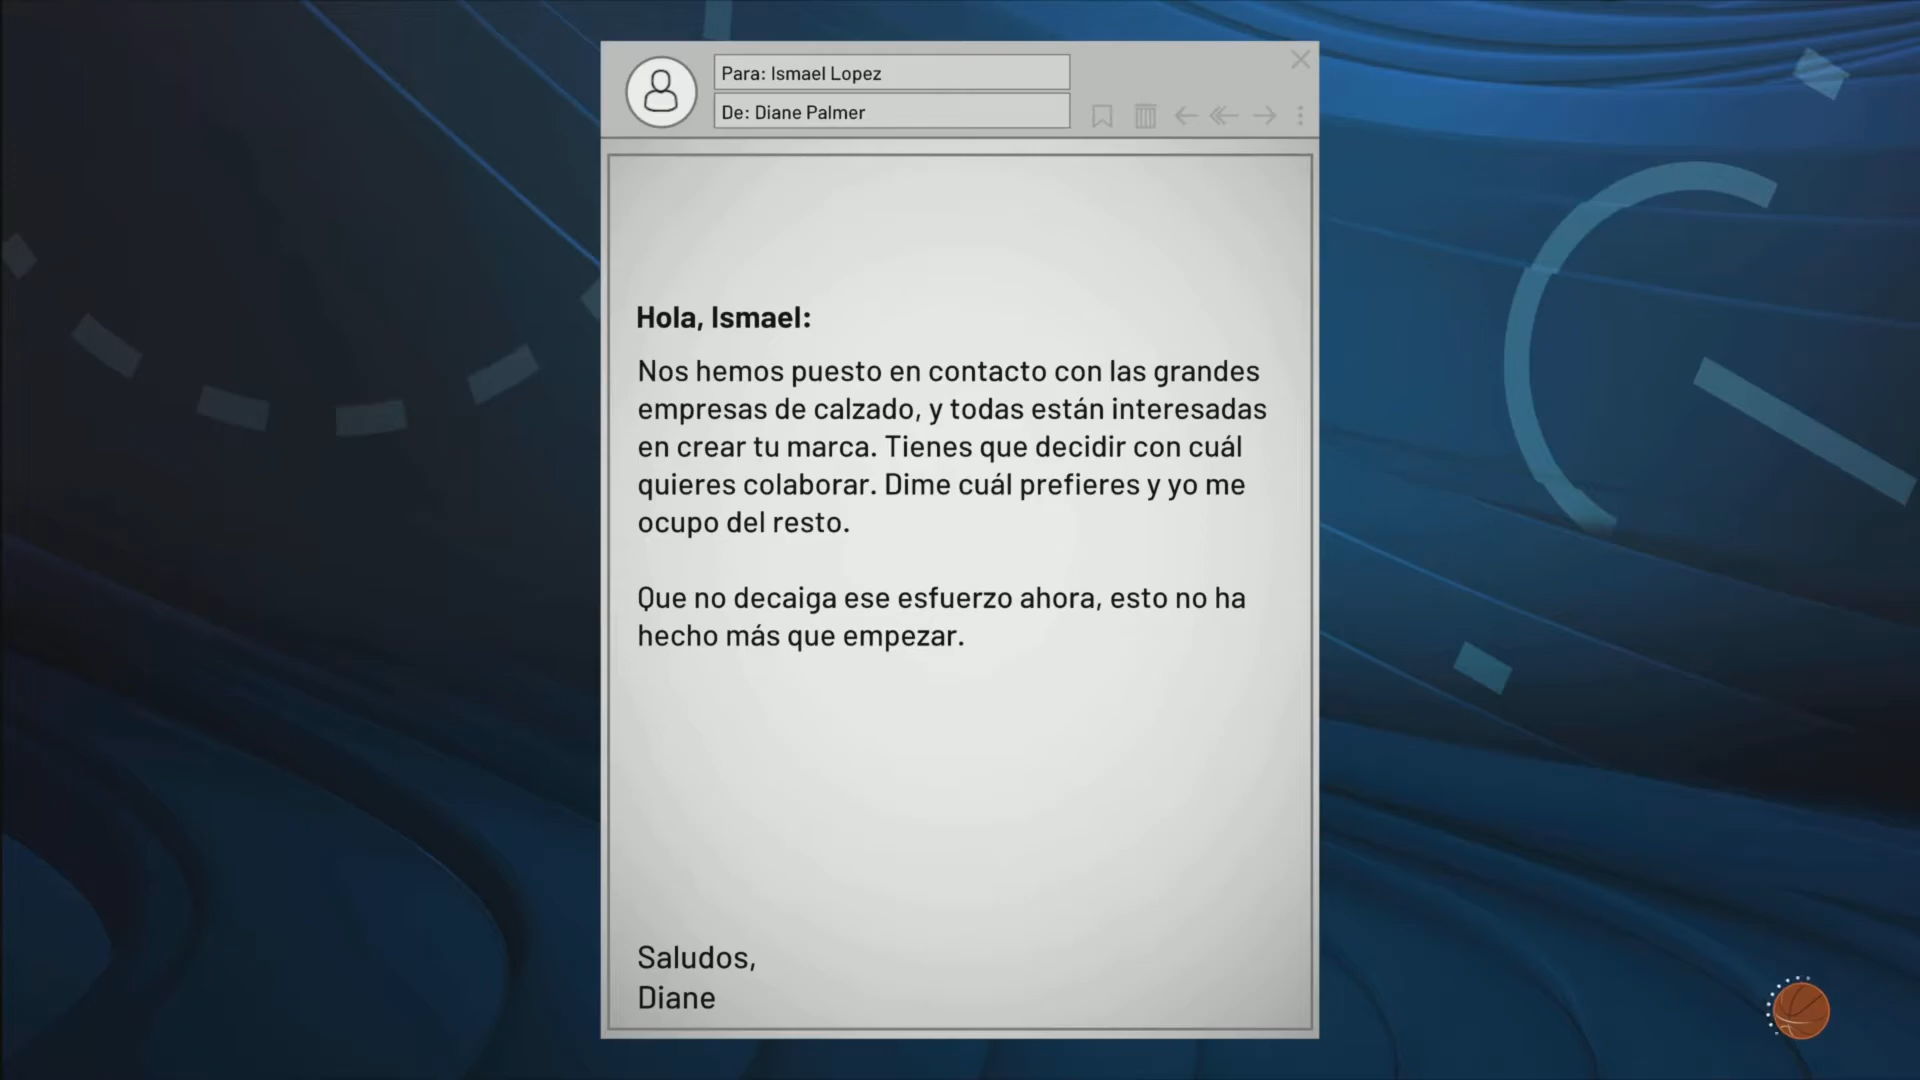 Para: Ismael Lopez
De: Diane Palmer
Hola, Ismael:
Nos hemos puesto en contacto con las grandes
empresas de calzado, y todas están interesadas
en crear tu marca. Tienes que decidir con cuál
quieres colaborar. Dime cuál prefieres y yo me
ocupo del resto.
Que no decaiga ese esfuerzo ahora, esto no ha
hecho más que empezar.
Saludos,
Diane